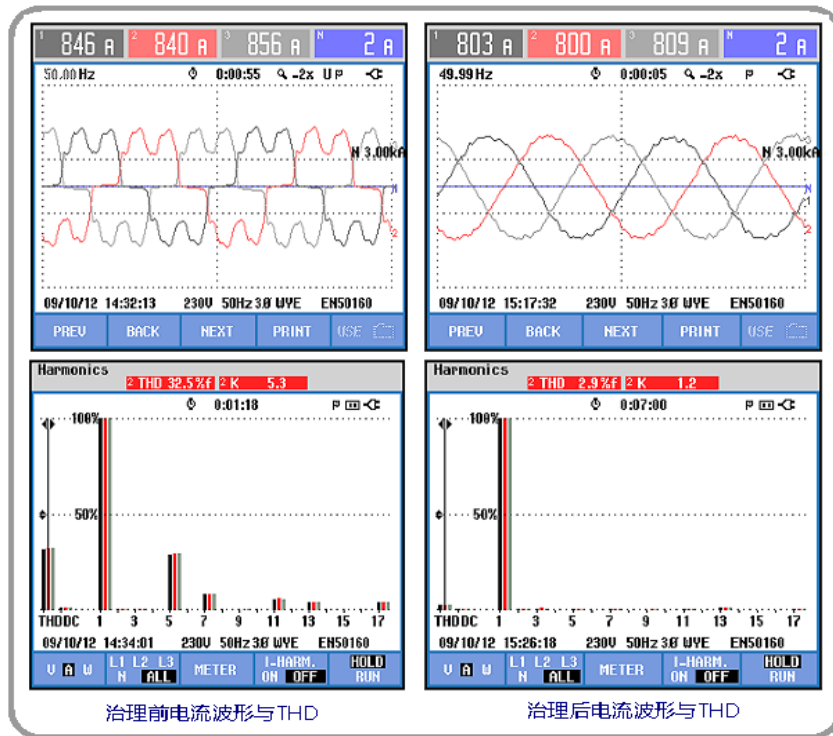 1 846 A 2 840 A 3 856 A N 2 A
50.00 Hz 0:00:55 -2x U P
N 3.00kA
N
2
09/10/12 14:32:13 230V 50Hz 3Ø WYE EN50160
PREV BACK NEXT PRINT USE
1 803 A 2 800 A 3 809 A N 2 A
49.99 Hz 0:00:05 -2x P
3
N 3.00kA
N
1
2
09/10/12 15:17:32 230V 50Hz 3Ø WYE EN50160
PREV BACK NEXT PRINT USE
Harmonics
2 THD 32.5%f 2 K 5.3
0:01:18 P
100%
50%
THDDC 1 3 5 7 9 11 13 15 17
09/10/12 14:34:01 230V 50Hz 3Ø WYE EN50160
V A W L1 L2 L3 N ALL METER I-HARM. ON OFF HOLD RUN
Harmonics
2 THD 2.9%f 2 K 1.2
0:07:00 P
100%
50%
THDDC 1 3 5 7 9 11 13 15 17
09/10/12 15:26:18 230V 50Hz 3Ø WYE EN50160
V A W L1 L2 L3 N ALL METER I-HARM. ON OFF HOLD RUN
治理前电流波形与THD
治理后电流波形与THD